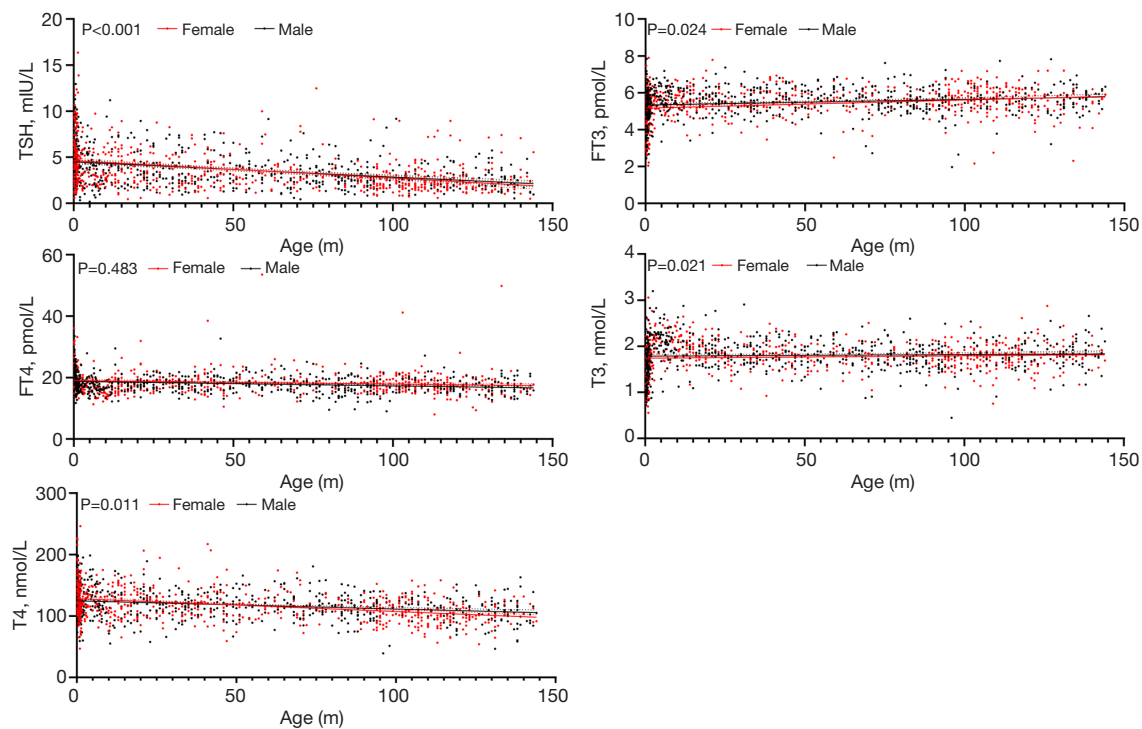 P<0.001 Female Male
TSH, mIU/L
20
15
10
5
0
0 50 100 150
Age (m)
P=0.024 Female Male
FT3, pmol/L
10
8
6
4
2
0
0 50 100 150
Age (m)
P=0.483 Female Male
FT4, pmol/L
60
40
20
0
0 50 100 150
Age (m)
P=0.021 Female Male
T3, nmol/L
4
3
2
1
0
0 50 100 150
Age (m)
P=0.011 Female Male
T4, nmol/L
300
200
100
0
0 50 100 150
Age (m)